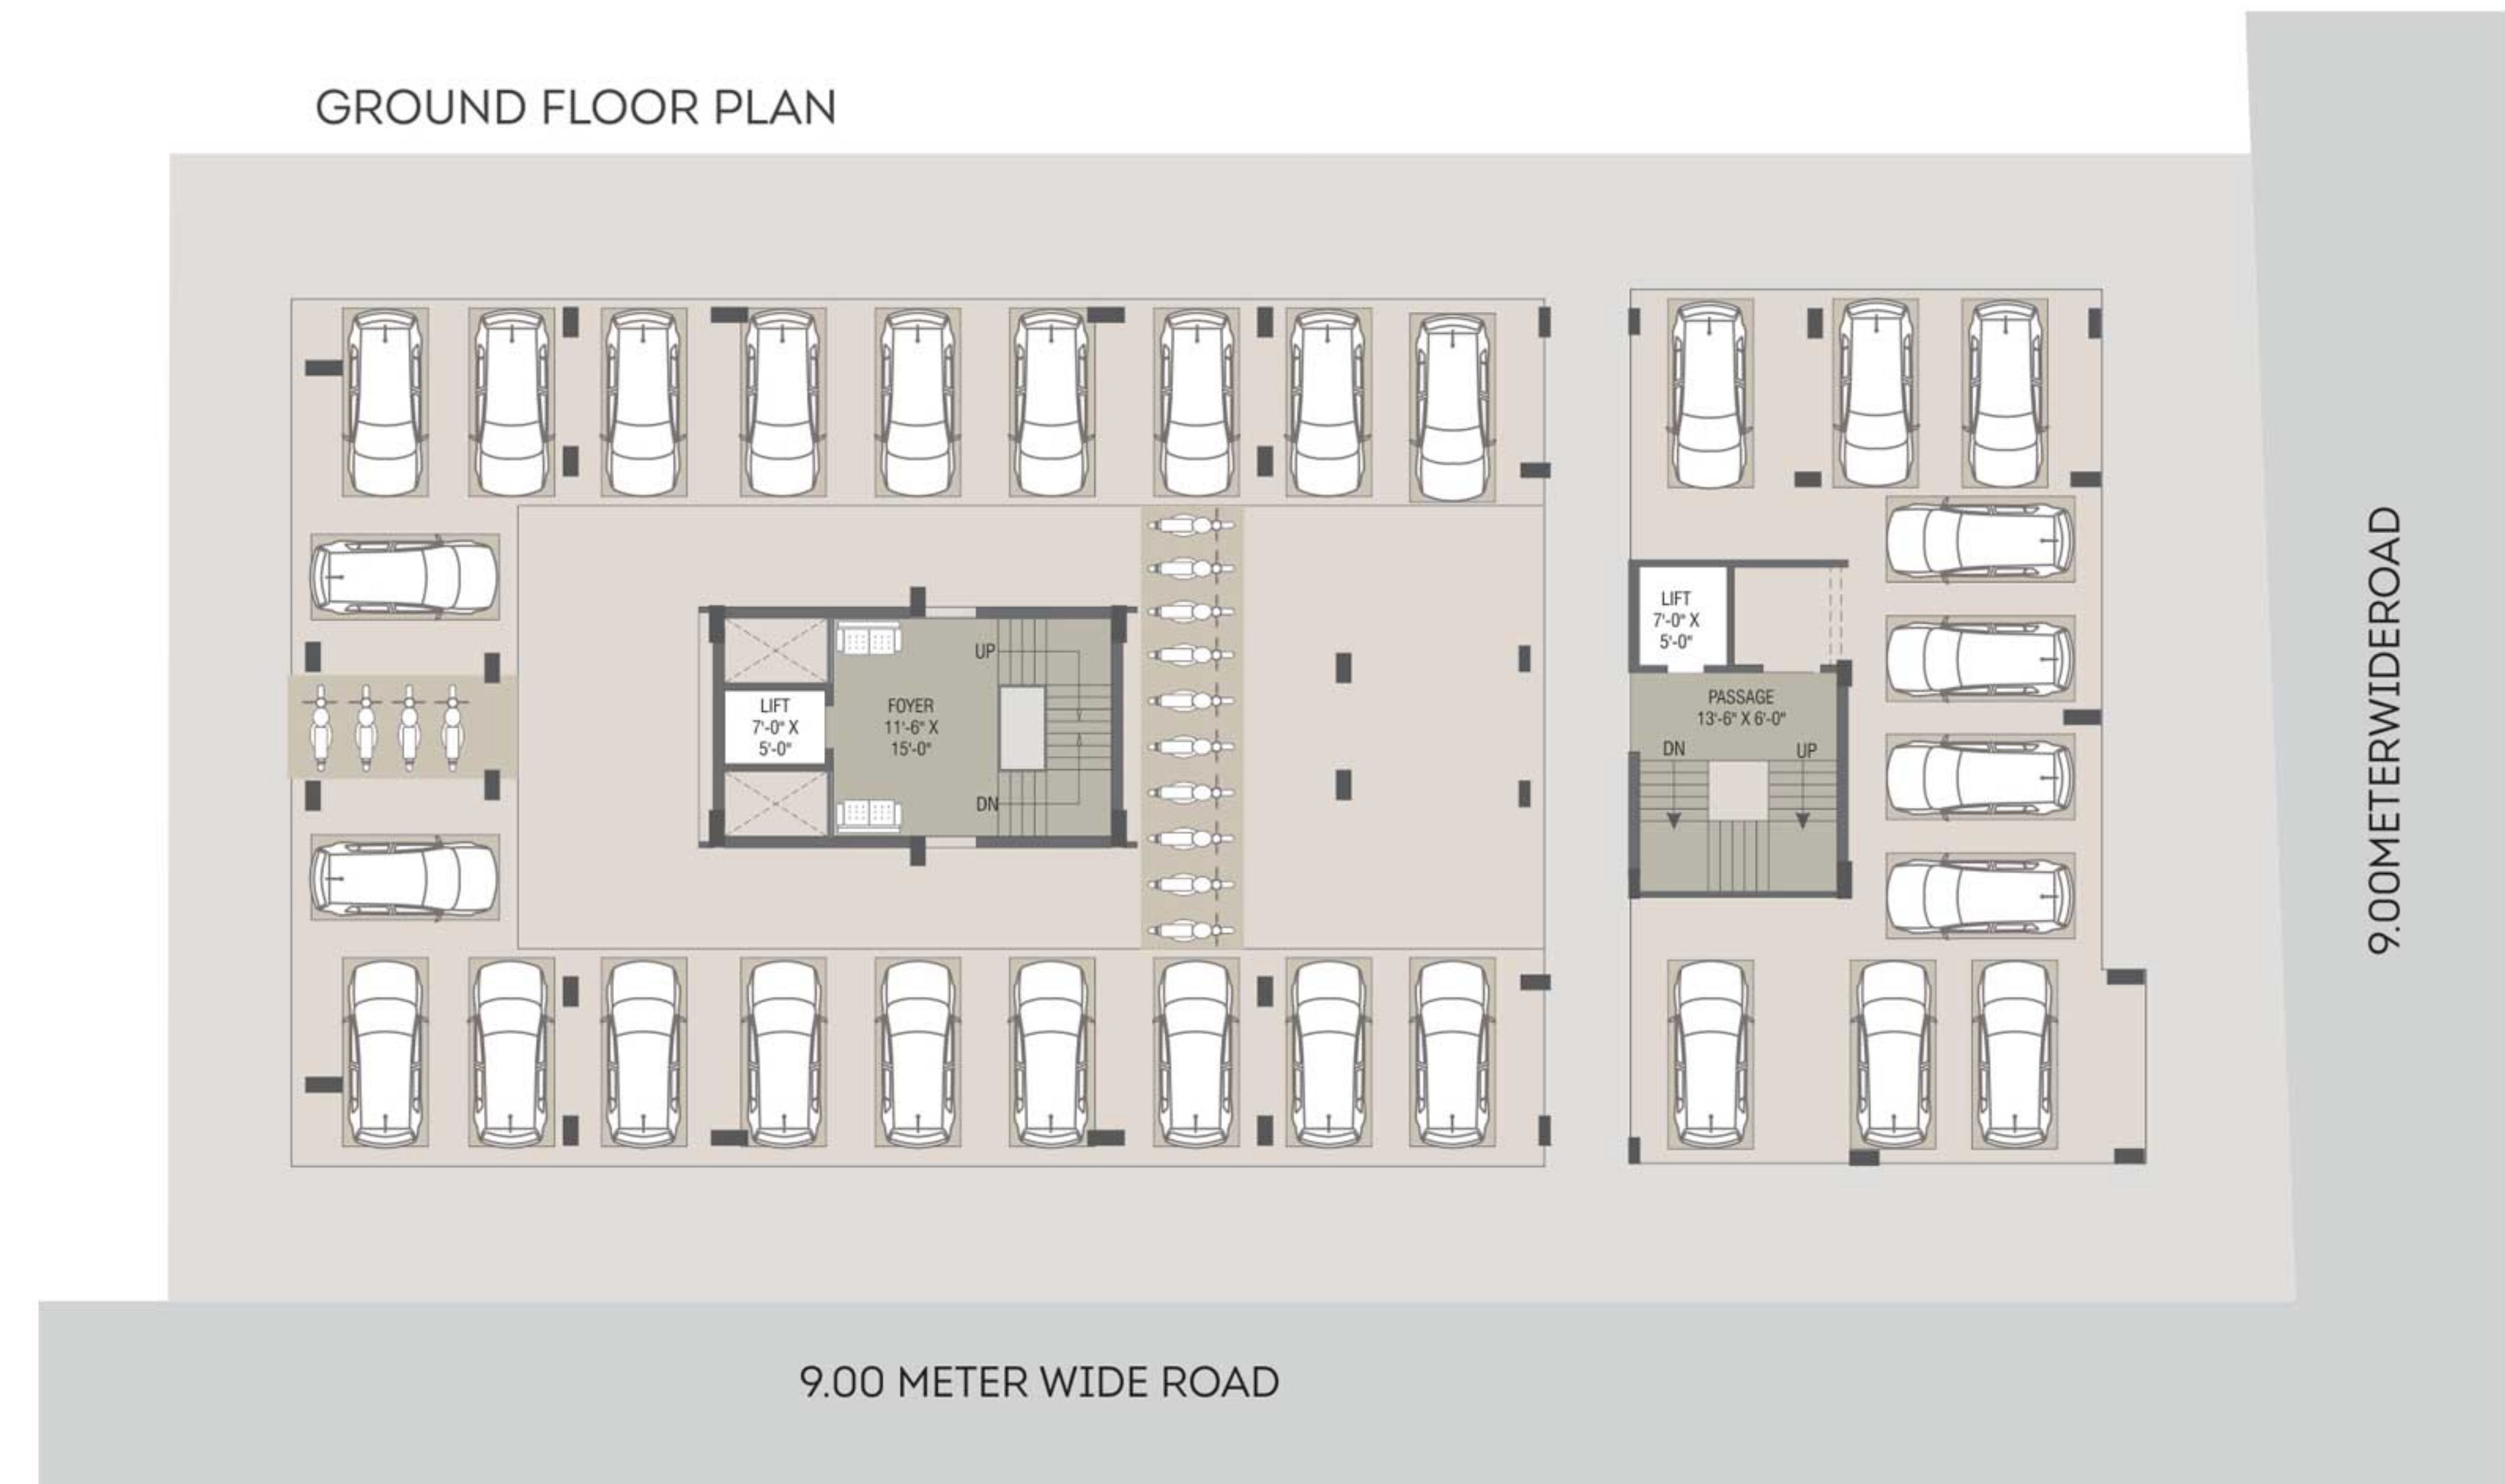 GROUND FLOOR PLAN
LIFT
7'-0" X
5'-0"
FOYER
11'-6" X
15'-0"
UP
DN
LIFT
7'-0" X
5'-0"
PASSAGE
13'-6" X 6'-0"
DN
UP
9.00METERWIDEROAD
9.00 METER WIDE ROAD